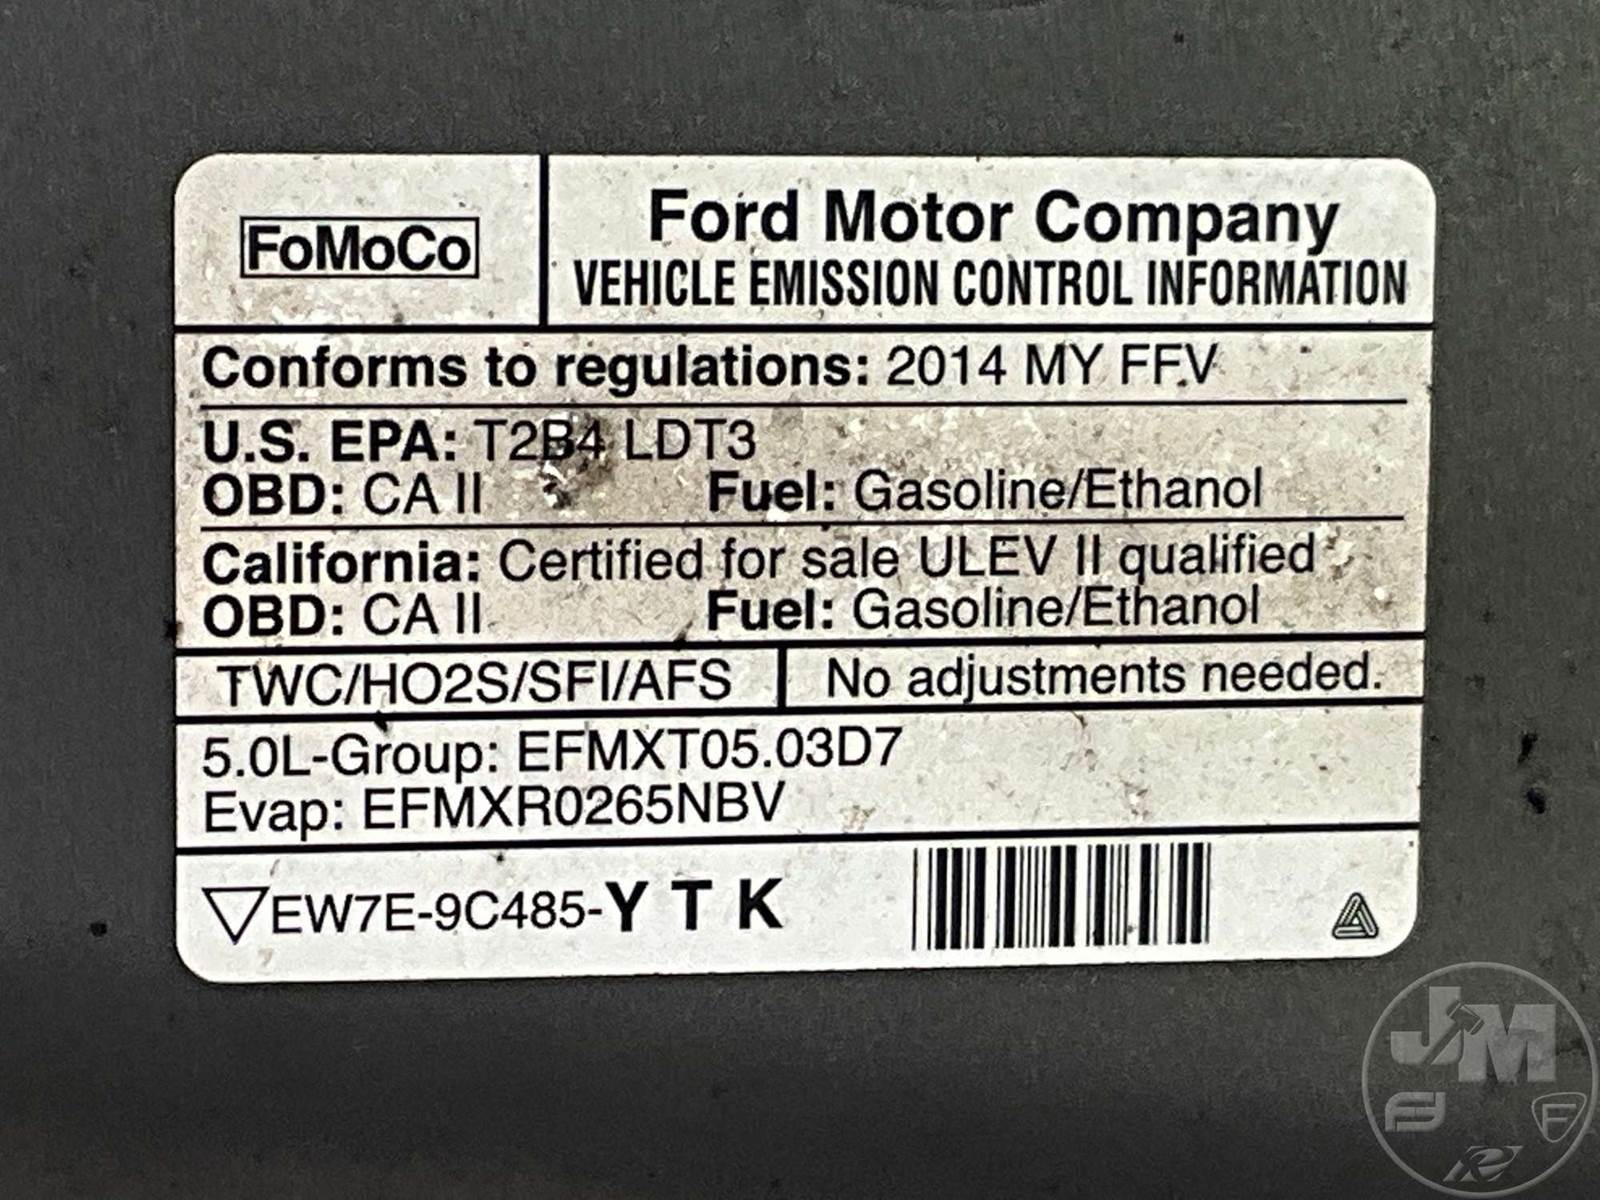 FoMoCo
Ford Motor Company
VEHICLE EMISSION CONTROL INFORMATION
Conforms to regulations: 2014 MY FFV
U.S. EPA: T2B4 LDT3
OBD: CA II Fuel: Gasoline/Ethanol
California: Certified for sale ULEV II qualified
OBD: CA II Fuel: Gasoline/Ethanol
TWC/HO2S/SFI/AFS
No adjustments needed.
5.0L-Group: EFMXT05.03D7
Evap: EFMXR0265NBV
EW7E-9C485-Y T K
JM